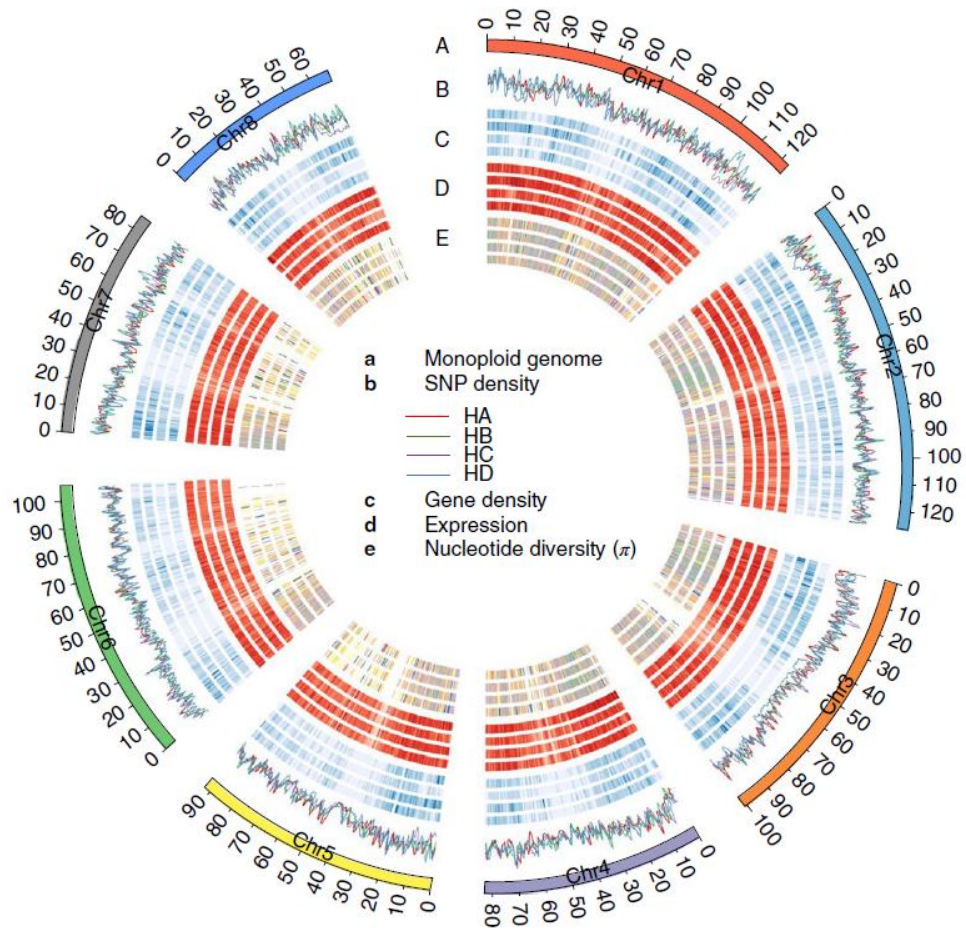 A
B
C
D
E
0 10 20 30 40 50 60 70 80 90 100 110 120
Chr1
0 10 20 30 40 50 60 70 80 90 100 110 120
Chr2
0 10 20 30 40 50 60 70 80 90 100
Chr3
0 10 20 30 40 50 60 70 80
Chr4
0 10 20 30 40 50 60 70 80 90
Chr5
0 10 20 30 40 50 60 70 80 90 100
Chr6
0 10 20 30 40 50 60 70 80
Chr7
0 10 20 30 40 50 60
Chr8
a Monoploid genome
b SNP density
HA
HB
HC
HD
c Gene density
d Expression
e Nucleotide diversity (π)